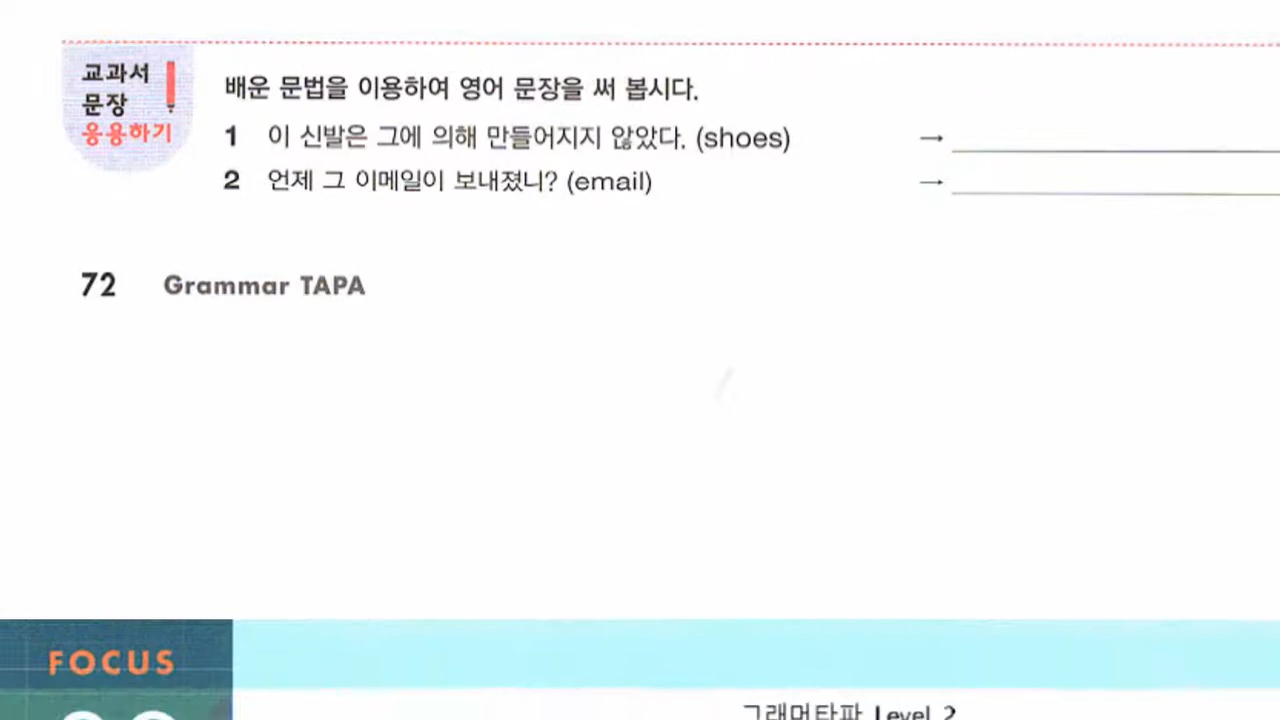 교과서
문장
응용하기
배운 문법을 이용하여 영어 문장을 써 봅시다.
1 이 신발은 그에 의해 만들어지지 않았다. (shoes) →
2 언제 그 이메일이 보내졌니? (email) →
72 Grammar TAPA
FOCUS
그래머타파 Level 2